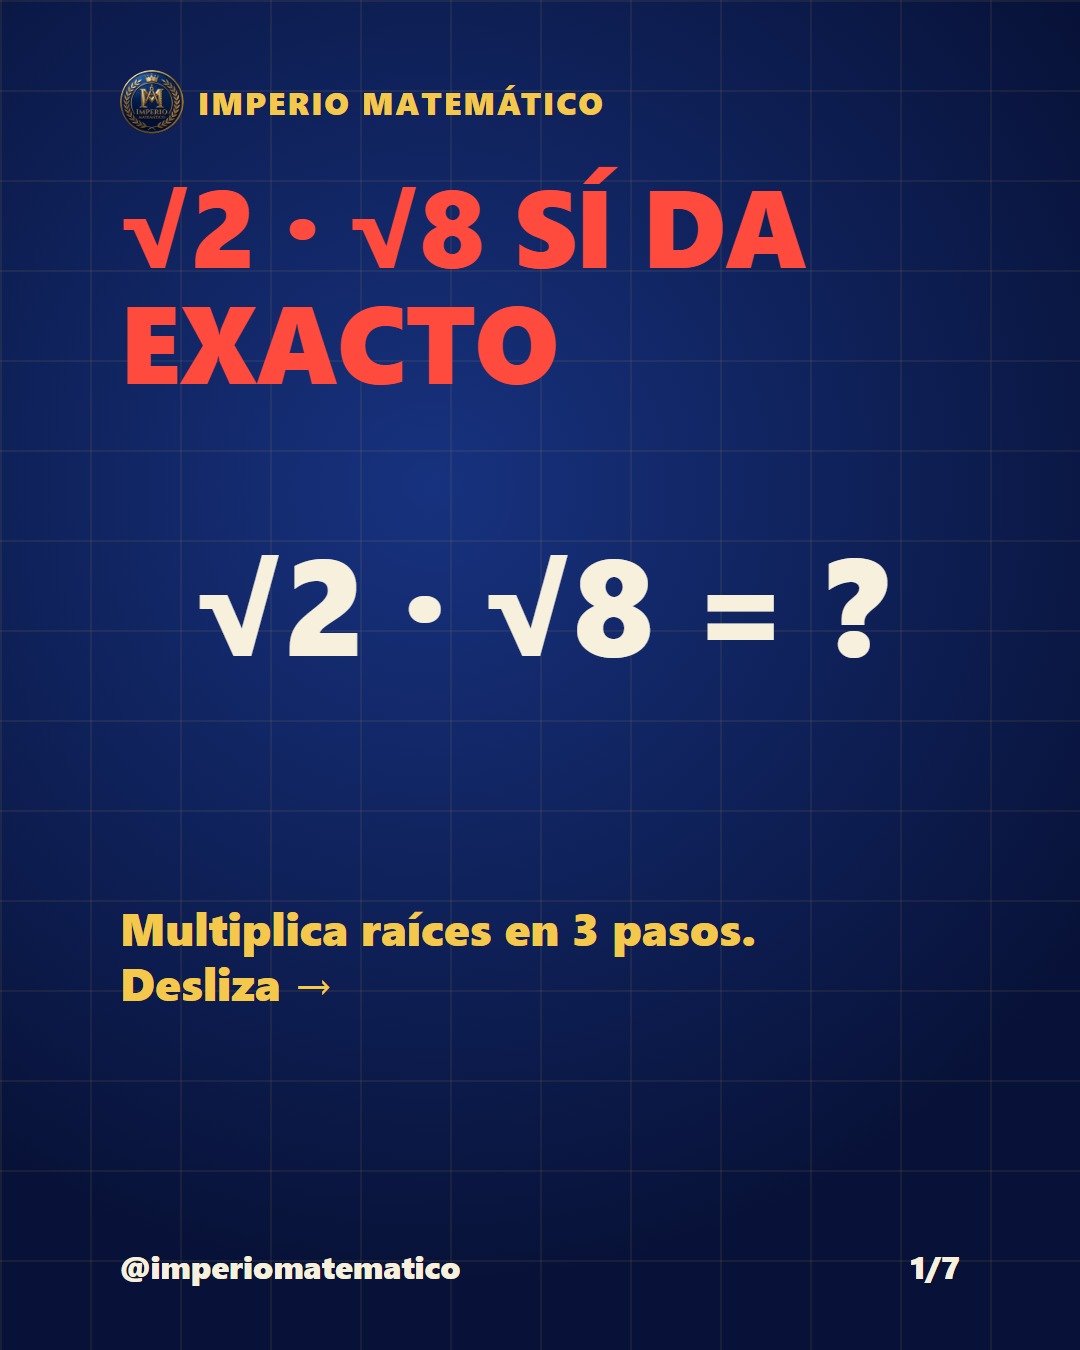 IMPERIO MATEMÁTICO
√2 · √8 SÍ DA
EXACTO
√2 · √8 = ?
Multiplica raíces en 3 pasos.
Desliza →
@imperiomatematico
1/7